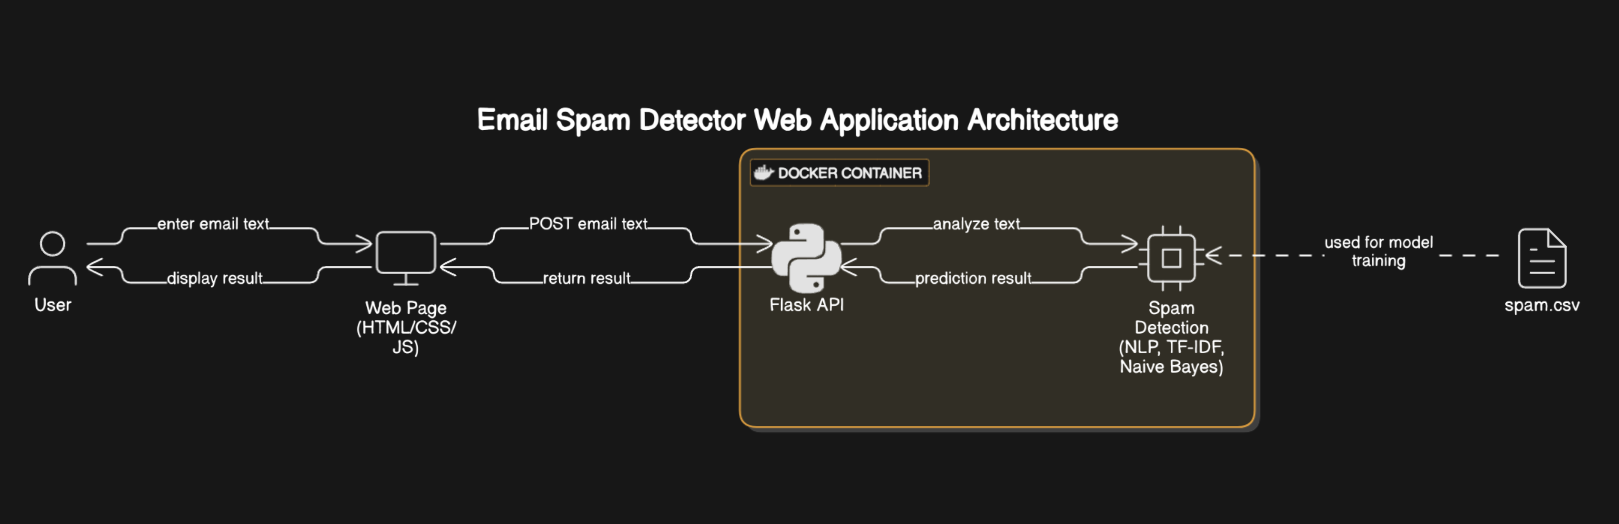 Email Spam Detector Web Application Architecture
DOCKER CONTAINER
enter email text
display result
User
Web Page
(HTML/CSS/
JS)
POST email text
return result
Flask API
analyze text
prediction result
Spam
Detection
(NLP, TF-IDF,
Naive Bayes)
used for model
training
spam.csv